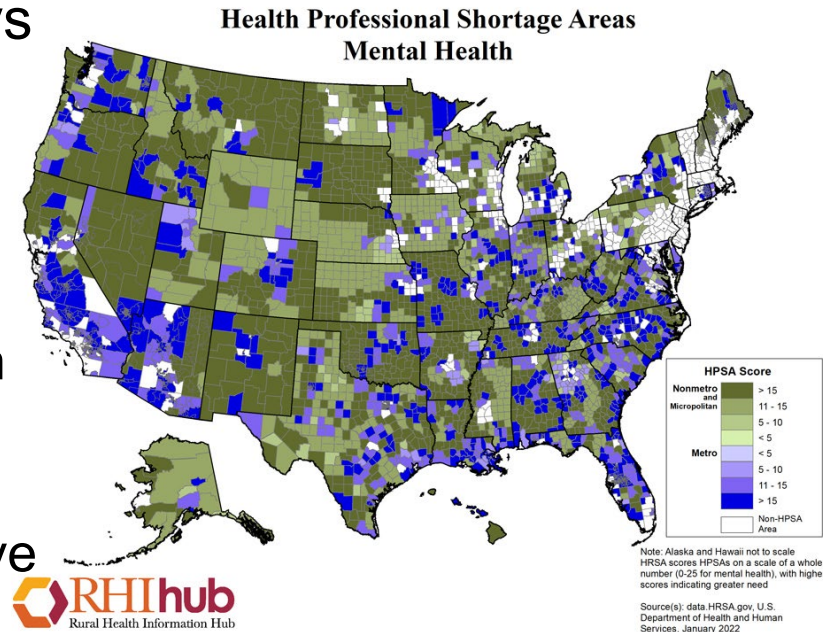 Health Professional Shortage Areas
Mental Health
HPSA Score
Nonmetro
and
Micropolitan
> 15
11 - 15
5 - 10
< 5
Metro
< 5
5 - 10
11 - 15
> 15
Non-HPSA
Area
Note: Alaska and Hawaii not to scale
HRSA scores HPSAs on a scale of a whole
number (0-25 for mental health), with highe
scores indicating greater need
Source(s): data.HRSA.gov, U.S.
Department of Health and Human
Services, January 2022
RHIhub
Rural Health Information Hub